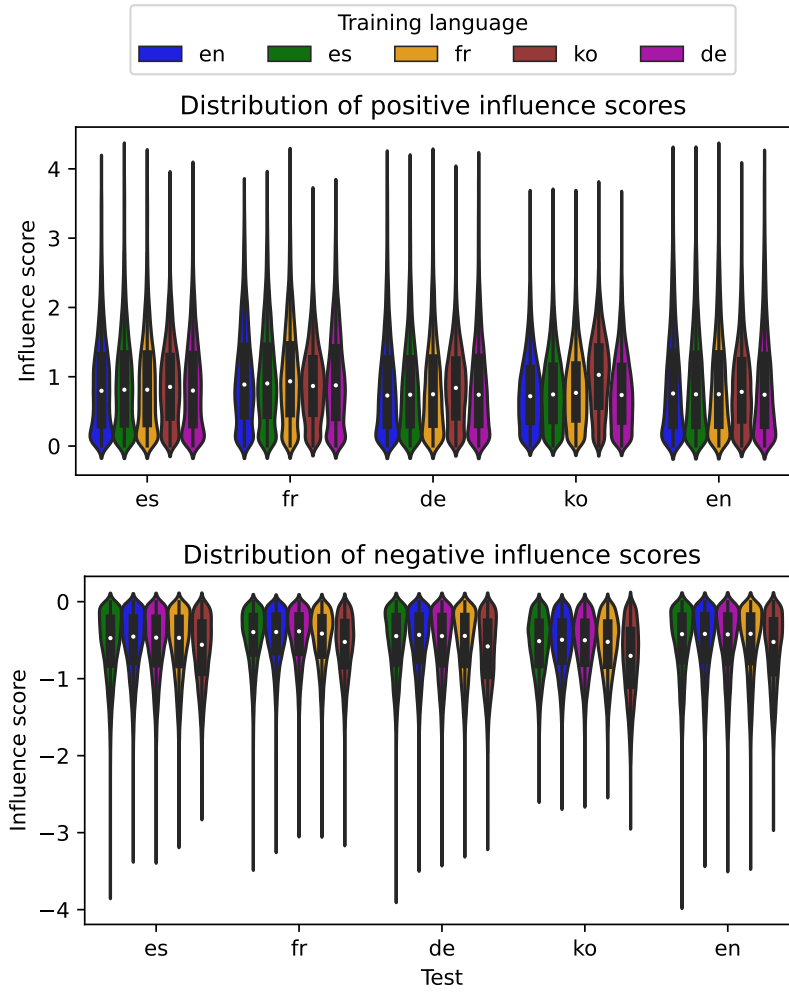 Training language
en es fr ko de
Distribution of positive influence scores
Influence score
4
3
2
1
0
es fr de ko en
Distribution of negative influence scores
Influence score
0
−1
−2
−3
−4
es fr de ko en
Test